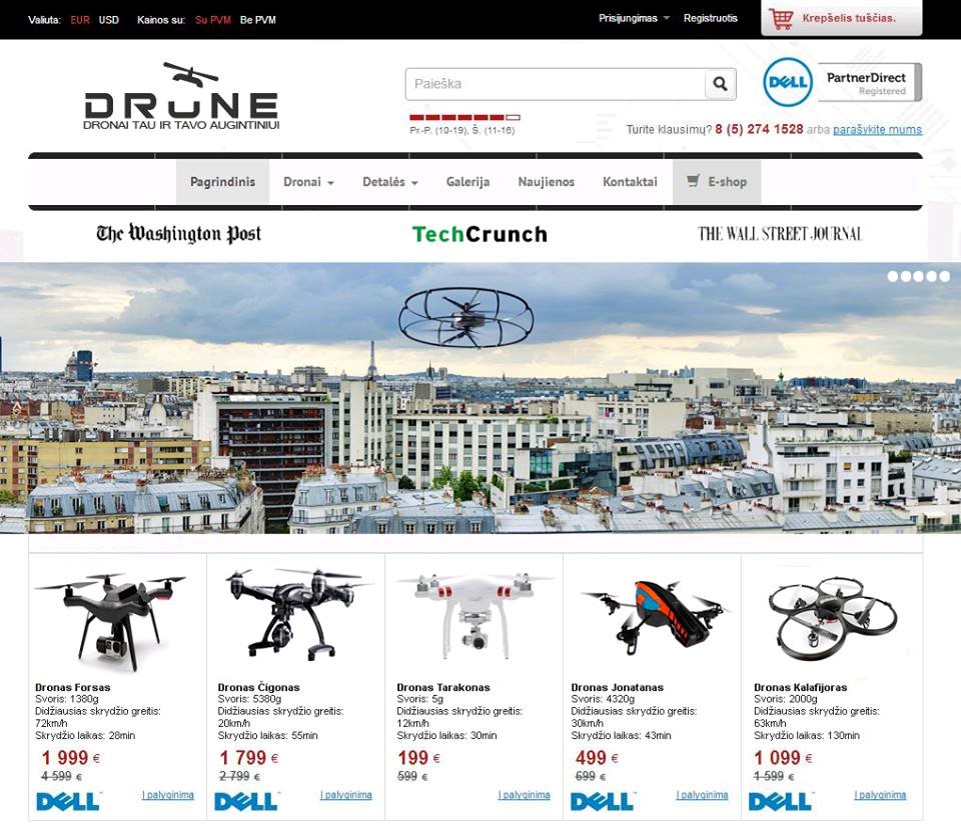 Valiuta: EUR USD Kainos su: Su PVM Be PVM Prisijungimas Registruotis Krepšelis tuščias.
DRUNE
DRONAI TAU IR TAVO AUGINTINIUI
Paieška
DELL PartnerDirect
Registered
Pr.-P. (10-19), Š. (11-16)
Turite klausimų? 8 (5) 274 1528 arba parašykite mums
Pagrindinis Dronai Detalės Galerija Naujienos Kontaktai E-shop
The Washington Post TechCrunch THE WALL STREET JOURNAL
Dronas Forsas
Svoris: 1380g
Didžiausias skrydžio greitis:
72km/h
Skrydžio laikas: 28min
1 999 €
4 599 €
DELL Į palyginimą
Dronas Čigonas
Svoris: 5380g
Didžiausias skrydžio greitis:
20km/h
Skrydžio laikas: 55min
1 799 €
2 799 €
DELL Į palyginimą
Dronas Tarakonas
Svoris: 5g
Didžiausias skrydžio greitis:
12km/h
Skrydžio laikas: 30min
199 €
599 €
Į palyginimą
Dronas Jonatanas
Svoris: 4320g
Didžiausias skrydžio greitis:
30km/h
Skrydžio laikas: 43min
499 €
699 €
DELL Į palyginimą
Dronas Kalafijoras
Svoris: 2000g
Didžiausias skrydžio greitis:
63km/h
Skrydžio laikas: 130min
1 099 €
1 599 €
DELL Į palyginimą